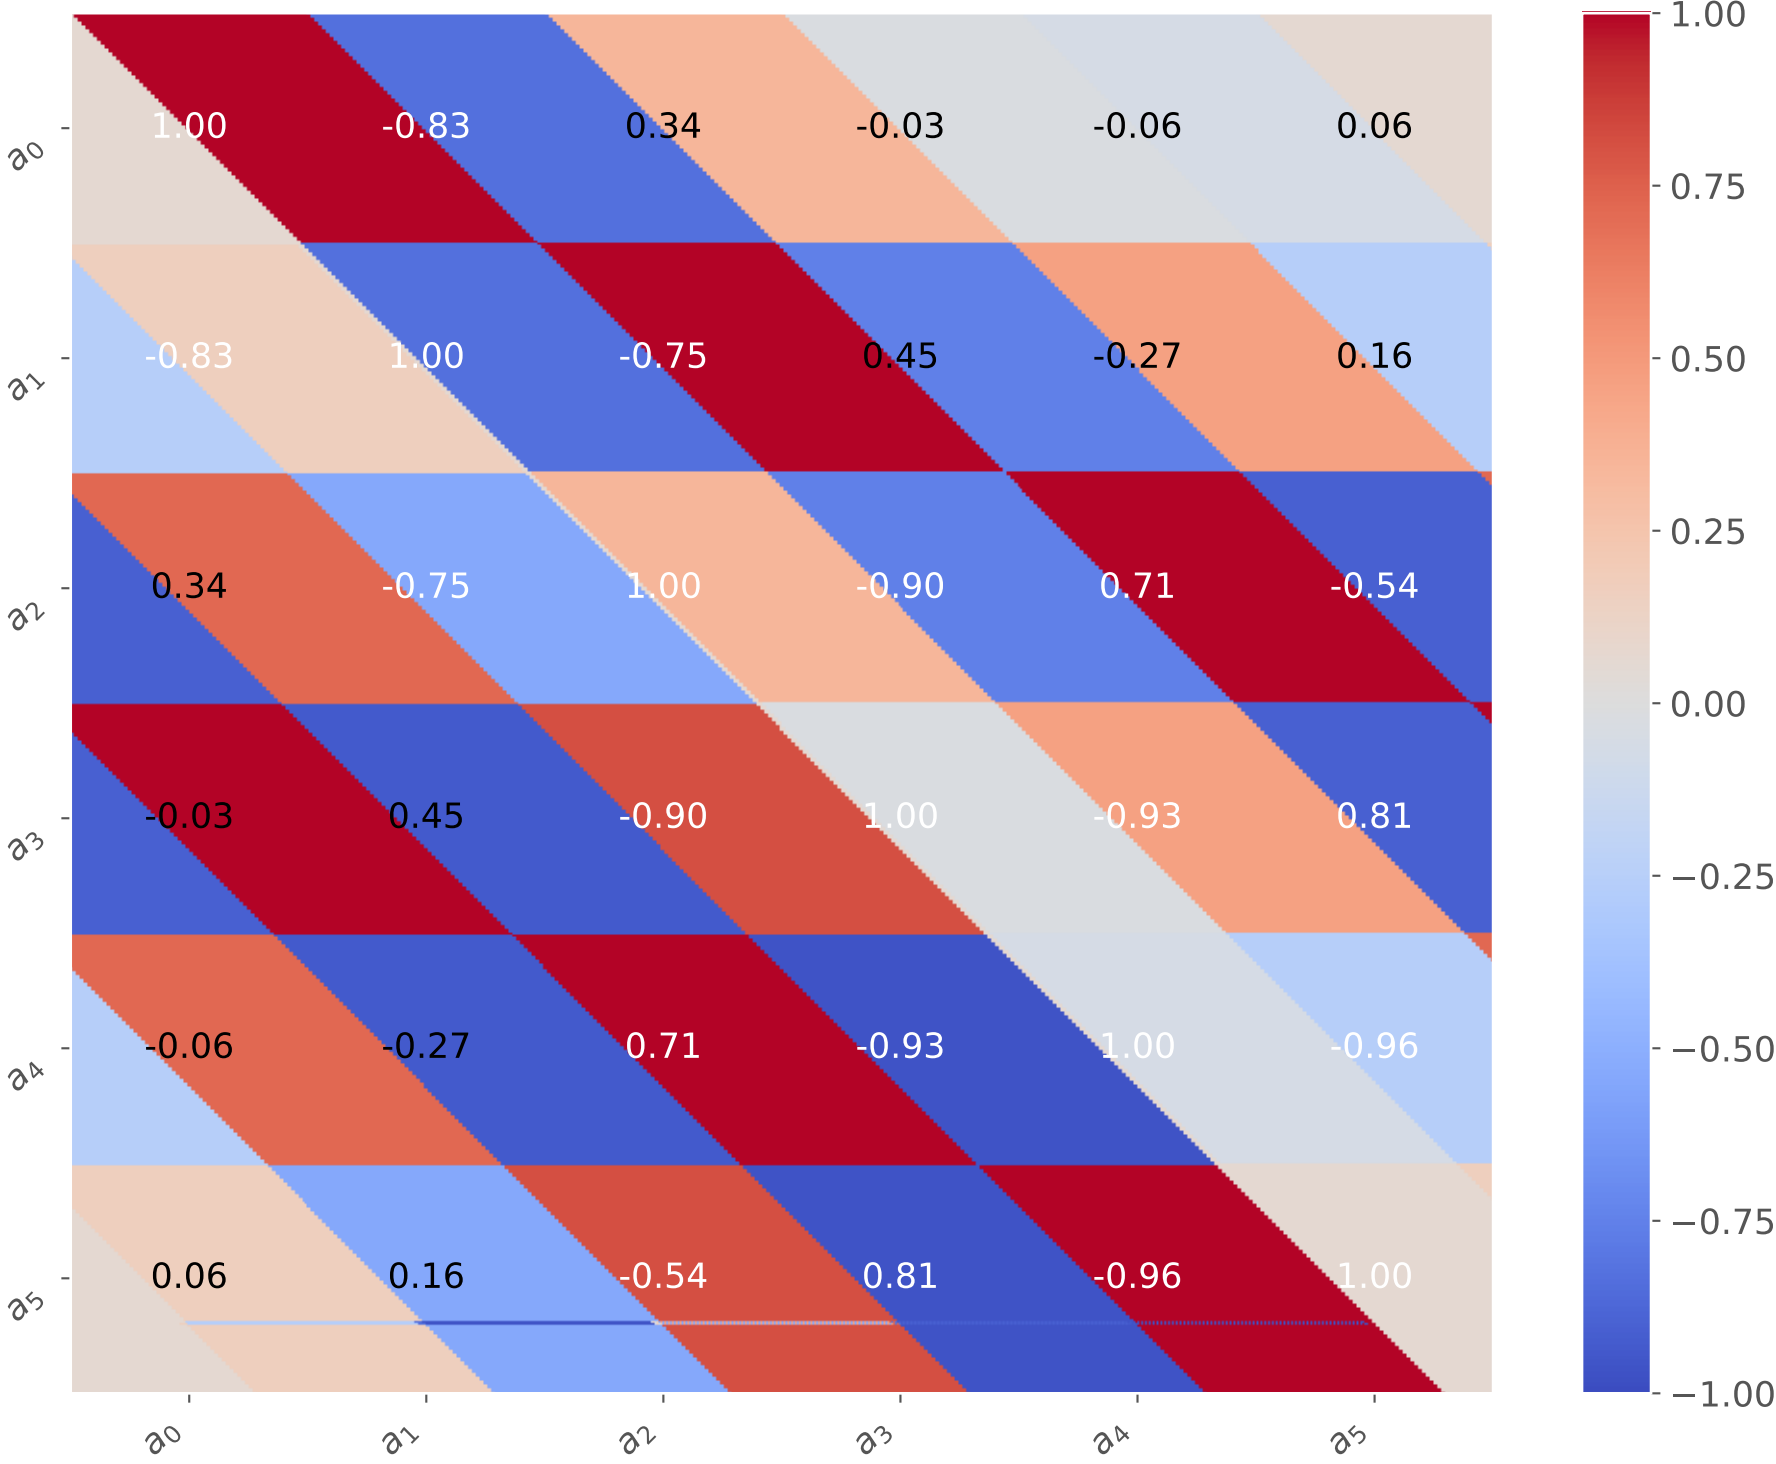 1.00
a0 1.00 -0.83 0.34 -0.03 -0.06 0.06
0.75
a1 -0.83 1.00 -0.75 0.45 -0.27 0.16
0.50
0.25
a2 0.34 -0.75 1.00 -0.90 0.71 -0.54
0.00
a3 -0.03 0.45 -0.90 1.00 -0.93 0.81
−0.25
a4 -0.06 -0.27 0.71 -0.93 1.00 -0.96
−0.50
−0.75
a5 0.06 0.16 -0.54 0.81 -0.96 1.00
−1.00
a0 a1 a2 a3 a4 a5